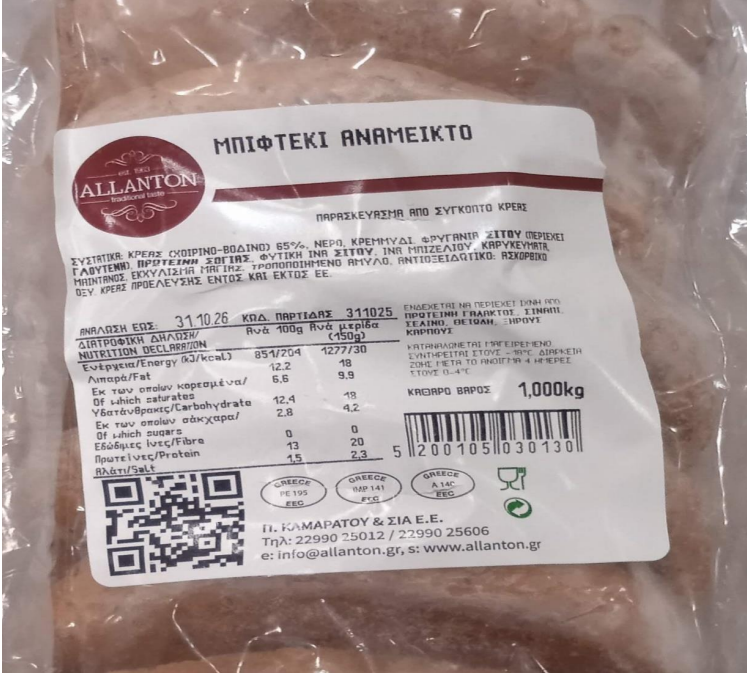 ΜΠΙΦΤΕΚΙ ΑΝΑΜΕΙΚΤΟ
est. 1963
ALLANTON
traditional taste
ΠΑΡΑΣΚΕΥΑΣΜΑ ΑΠΟ ΣΥΓΚΟΠΤΟ ΚΡΕΑΣ
ΣΥΣΤΑΤΙΚΑ: ΚΡΕΑΣ (ΧΟΙΡΙΝΟ-ΒΟΔΙΝΟ) 65%, ΝΕΡΟ, ΚΡΕΜΜΥΔΙ, ΦΡΥΓΑΝΙΑ ΣΙΤΟΥ (ΠΕΡΙΕΧΕΙ
ΓΛΟΥΤΕΝΗ), ΠΡΩΤΕΙΝΗ ΣΟΓΙΑΣ, ΦΥΤΙΚΗ ΙΝΑ ΣΙΤΟΥ, ΙΝΑ ΜΠΙΖΕΛΙΟΥ, ΚΑΡΥΚΕΥΜΑΤΑ,
ΜΑΙΝΤΑΝΟΣ, ΕΚΧΥΛΙΣΜΑ ΜΑΓΙΑΣ, ΤΡΟΠΟΠΟΙΗΜΕΝΟ ΑΜΥΛΟ, ΑΝΤΙΟΞΕΙΔΩΤΙΚΟ: ΑΣΚΟΡΒΙΚΟ
ΟΞΥ. ΚΡΕΑΣ ΠΡΟΕΛΕΥΣΗΣ ΕΝΤΟΣ ΚΑΙ ΕΚΤΟΣ ΕΕ.
ΑΝΑΛΩΣΗ ΕΩΣ: 31.10.26 ΚΩΔ. ΠΑΡΤΙΔΑΣ 311025
ΔΙΑΤΡΟΦΙΚΗ ΔΗΛΩΣΗ/ Ανά 100g Ανά μερίδα
NUTRITION DECLARATION (150g)
Ενέργεια/Energy (kJ/kcal) 851/204 1277/30
Λιπαρά/Fat 12,2 18
Εκ των οποίων κορεσμένα/ 6,6 9,9
Of which saturates
Υδατάνθρακες/Carbohydrate 12,4 18
Εκ των οποίων σάκχαρα/ 2,8 4,2
Of which sugars
Εδώδιμες ίνες/Fibre 0 0
Πρωτεΐνες/Protein 13 20
Αλάτι/Salt 1,5 2,3
ΕΝΔΕΧΕΤΑΙ ΝΑ ΠΕΡΙΕΧΕΙ ΙΧΝΗ ΑΠΟ
ΠΡΩΤΕΙΝΗ ΓΑΛΑΚΤΟΣ, ΣΙΝΑΠΙ,
ΣΕΛΙΝΟ, ΘΕΙΩΔΗ, ΞΗΡΟΥΣ
ΚΑΡΠΟΥΣ
ΚΑΤΑΝΑΛΩΝΕΤΑΙ ΜΑΓΕΙΡΕΜΕΝΟ.
ΣΥΝΤΗΡΕΙΤΑΙ ΣΤΟΥΣ -18°C. ΔΙΑΡΚΕΙΑ
ΖΩΗΣ ΜΕΤΑ ΤΟ ΑΝΟΙΓΜΑ 4 ΗΜΕΡΕΣ
ΣΤΟΥΣ 0-4°C
ΚΑΘΑΡΟ ΒΑΡΟΣ 1,000kg
5 200105 030130
GREECE PE 195 EEC
GREECE IMP 141 EEC
GREECE A 140 EEC
Π. ΚΑΜΑΡΑΤΟΥ & ΣΙΑ Ε.Ε.
Τηλ: 22990 25012 / 22990 25606
e: info@allanton.gr, s: www.allanton.gr